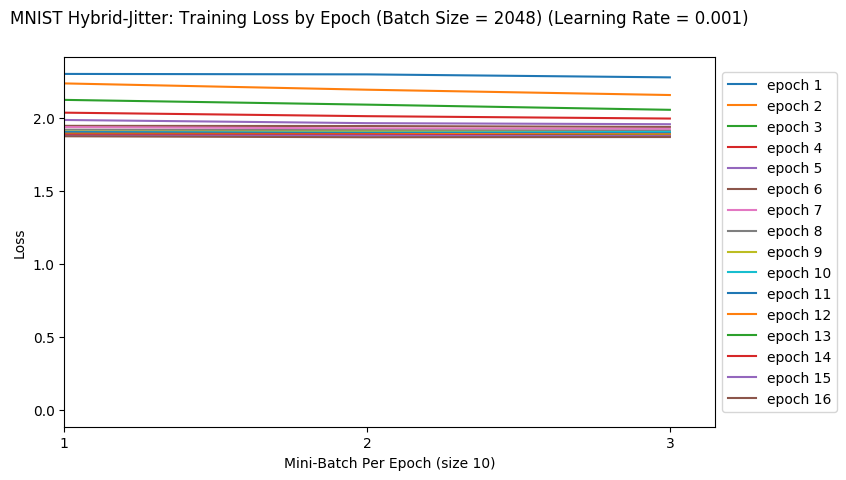 MNIST Hybrid-Jitter: Training Loss by Epoch (Batch Size = 2048) (Learning Rate = 0.001)
Loss
2.0
1.5
1.0
0.5
0.0
1
2
3
Mini-Batch Per Epoch (size 10)
epoch 1
epoch 2
epoch 3
epoch 4
epoch 5
epoch 6
epoch 7
epoch 8
epoch 9
epoch 10
epoch 11
epoch 12
epoch 13
epoch 14
epoch 15
epoch 16